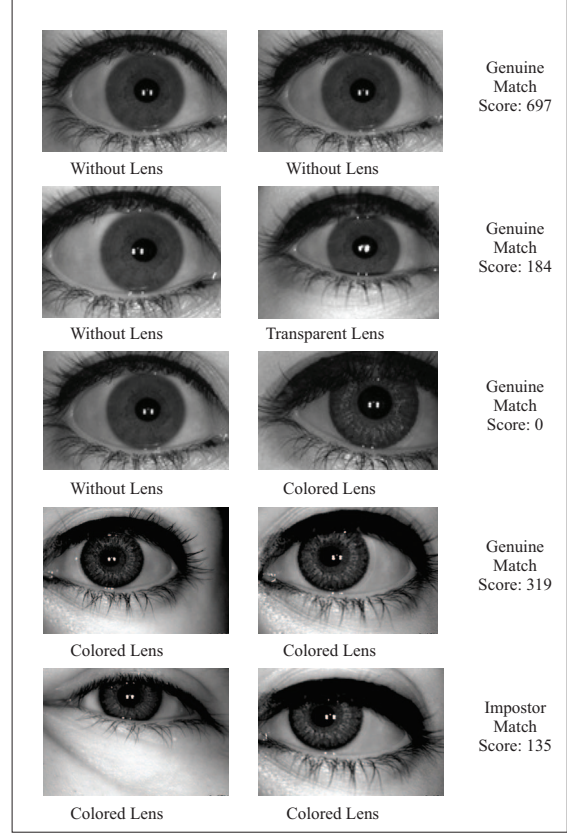 Genuine
Match
Score: 697
Without Lens Without Lens
Genuine
Match
Score: 184
Without Lens Transparent Lens
Genuine
Match
Score: 0
Without Lens Colored Lens
Genuine
Match
Score: 319
Colored Lens Colored Lens
Impostor
Match
Score: 135
Colored Lens Colored Lens